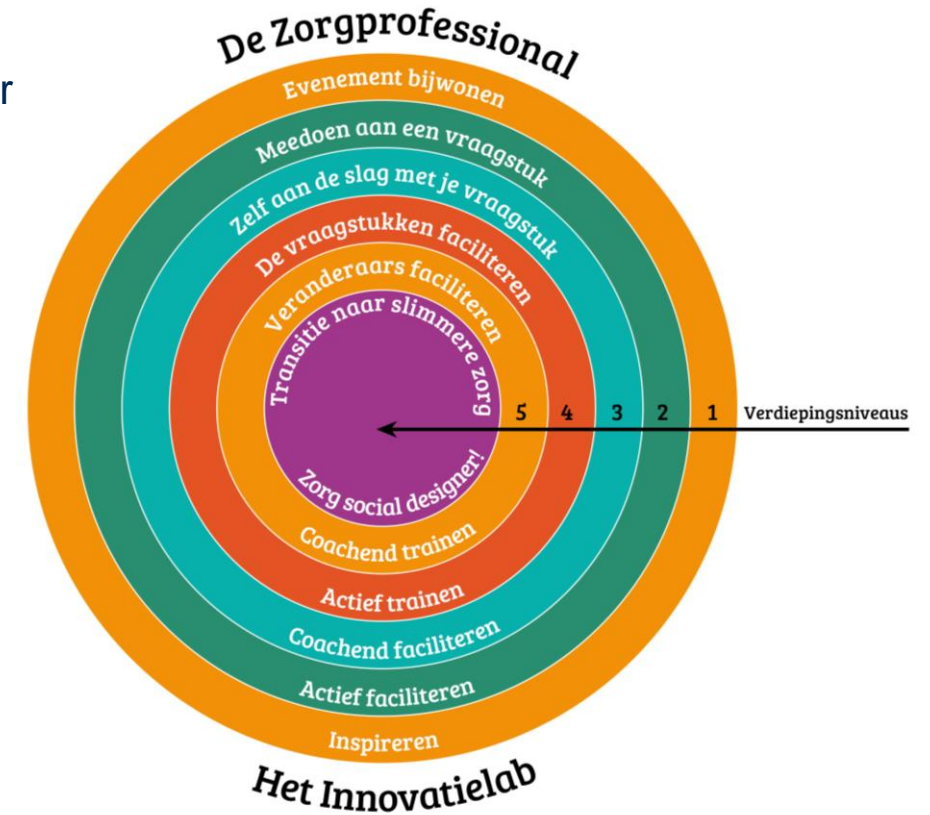 De Zorgprofessional
r
Evenement bijwonen
Meedoen aan een vraagstuk
Zelf aan de slag met je vraagstuk
De vraagstukken faciliteren
Veranderaars faciliteren
Transitie naar slimmere zorg
5 4 3 2 1 Verdiepingsniveaus
Zorg social designer!
Coachend trainen
Actief trainen
Coachend faciliteren
Actief faciliteren
Inspireren
Het Innovatielab